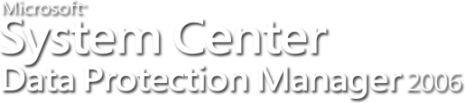 Microsoft®
System Center
Data Protection Manager 2006